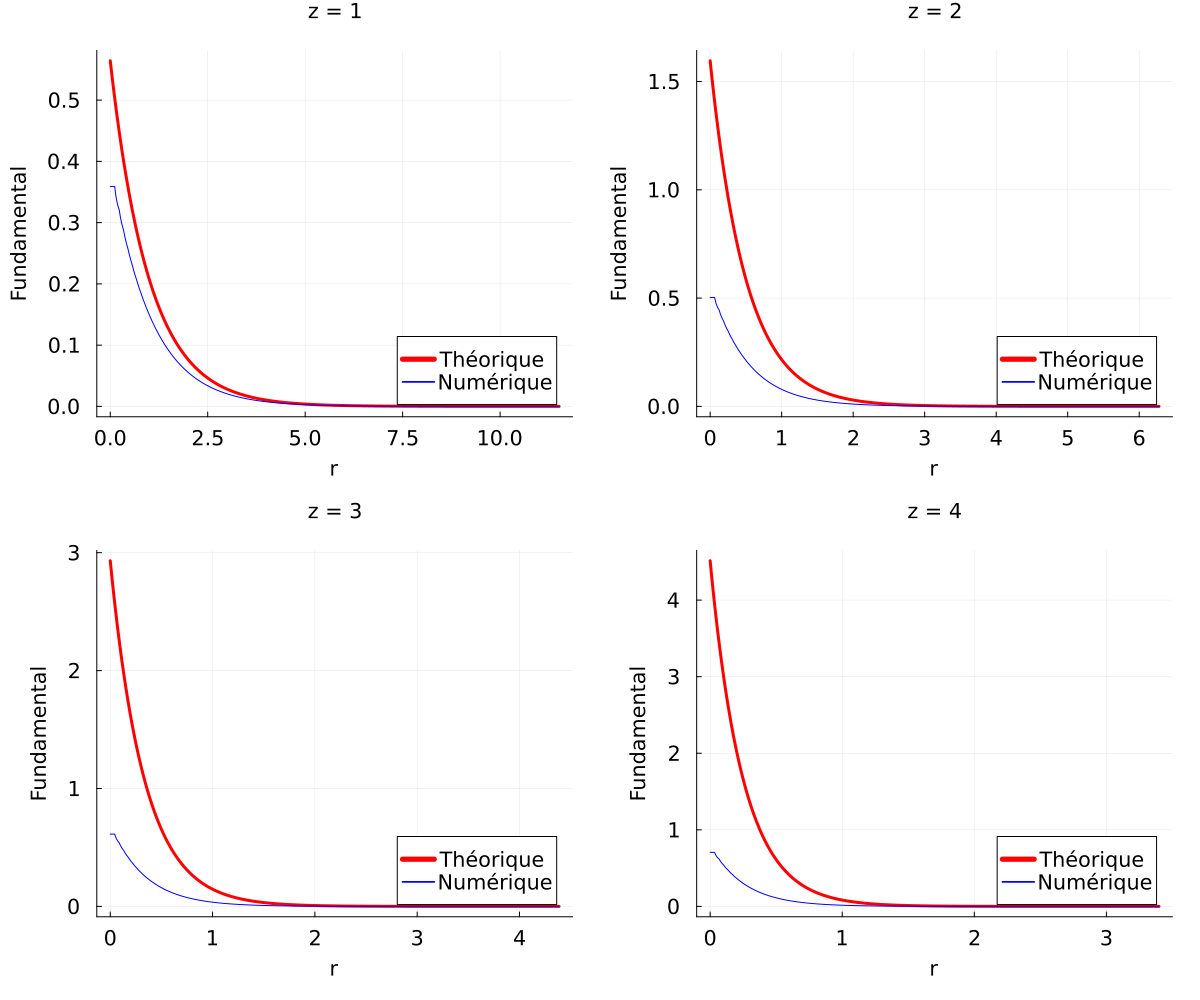 z = 1
Fundamental
0.5
0.4
0.3
0.2
0.1
0.0
Théorique
Numérique
0.0 2.5 5.0 7.5 10.0
r
z = 2
Fundamental
1.5
1.0
0.5
0.0
Théorique
Numérique
0 1 2 3 4 5 6
r
z = 3
Fundamental
3
2
1
0
Théorique
Numérique
0 1 2 3 4
r
z = 4
Fundamental
4
3
2
1
0
Théorique
Numérique
0 1 2 3
r